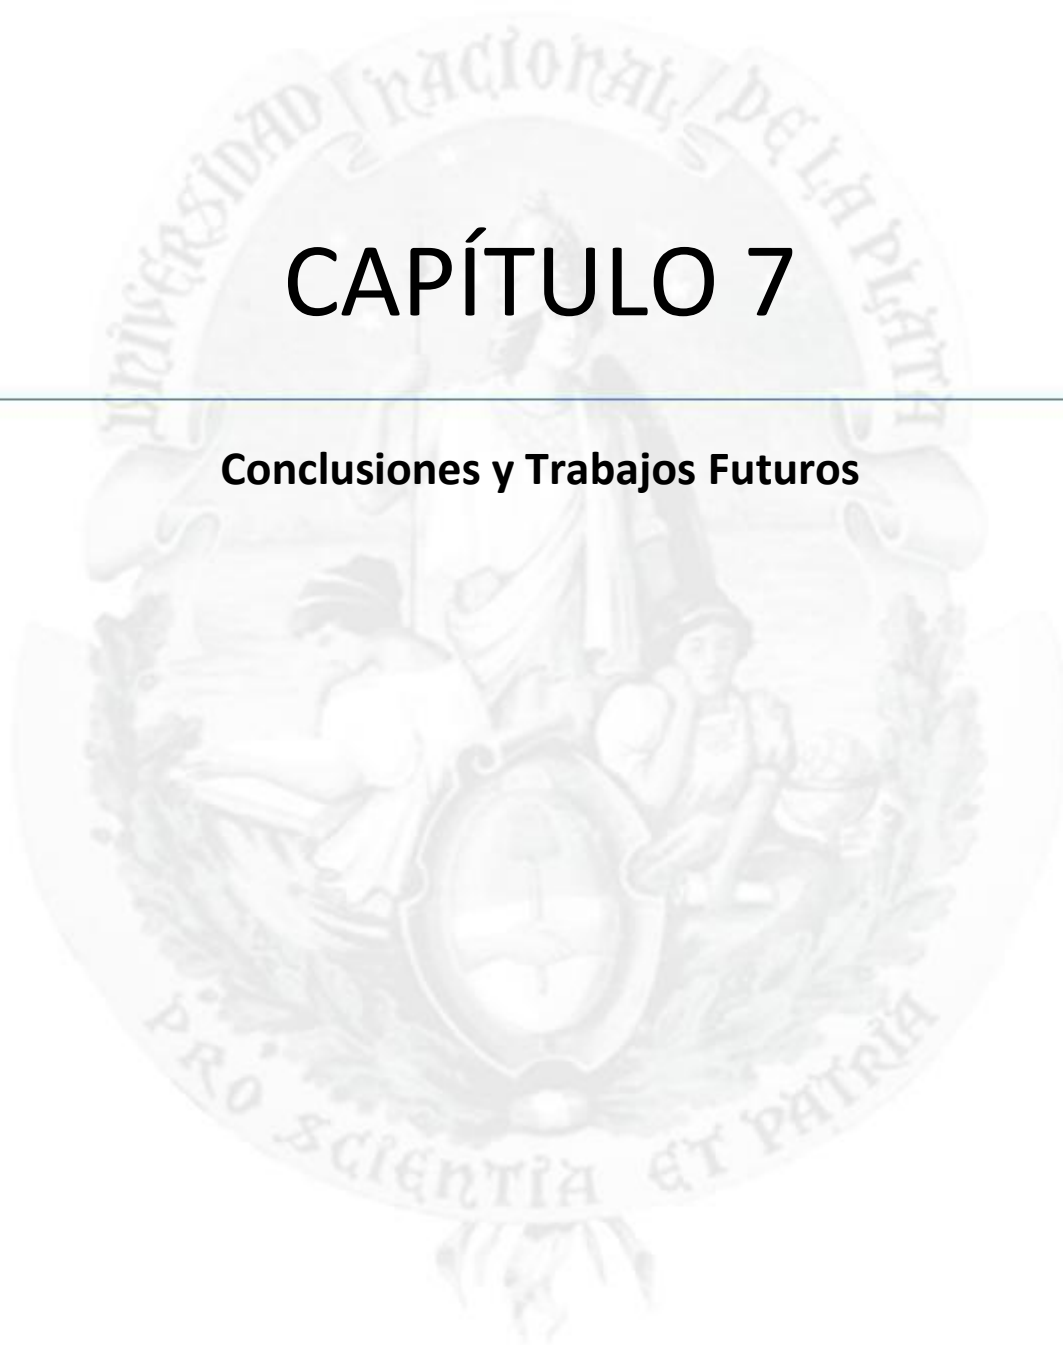 UNIVERSIDAD NACIONAL DE LA PLATA
CAPÍTULO 7
Conclusiones y Trabajos Futuros
PRO SCIENTIA ET PATRIA